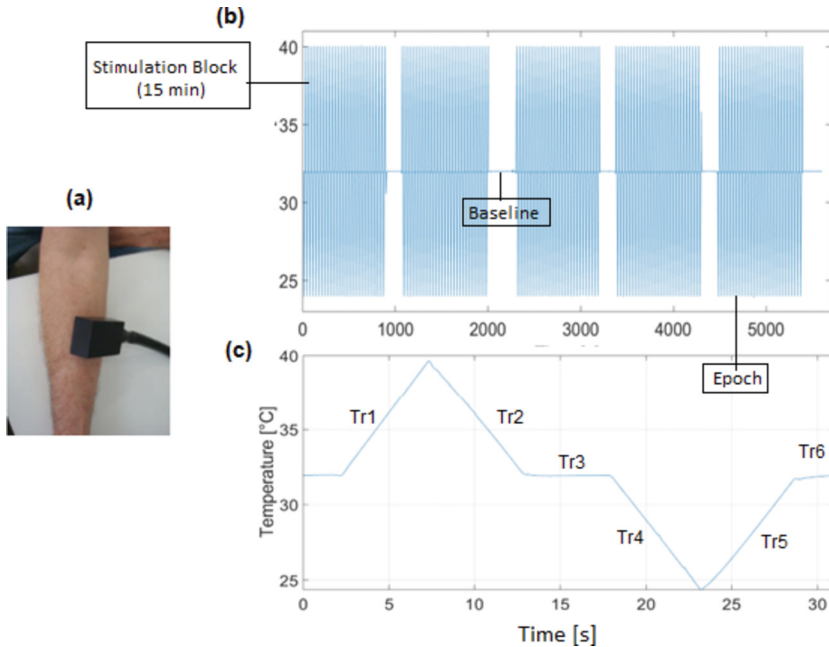 (b)
40
Stimulation Block
(15 min)
35
30
Baseline
25
0 1000 2000 3000 4000 5000
(a)
(c)
Epoch
40
Tr1
Tr2
Tr6
35
Tr3
Temperature [°C]
30
Tr4
Tr5
25
0 5 10 15 20 25 30
Time [s]